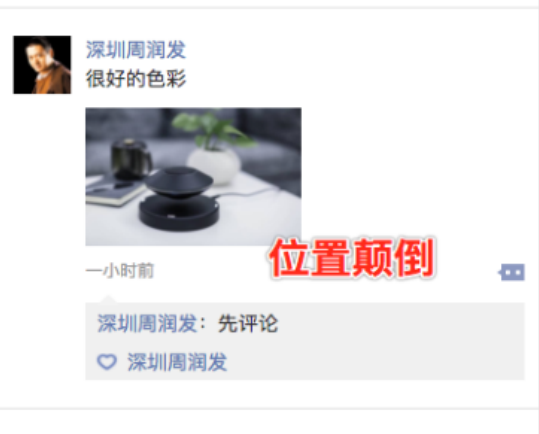 深圳周润发
很好的色彩
一小时前
位置颠倒
深圳周润发：先评论
深圳周润发